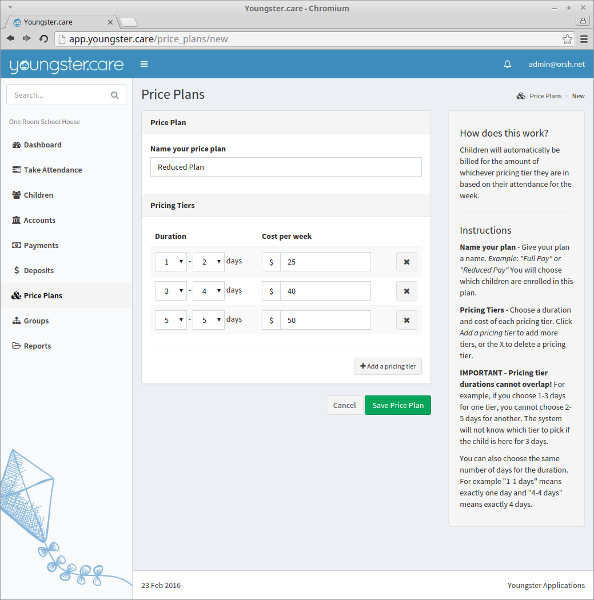 Youngster.care - Chromium
Youngster.care
app.youngster.care/price_plans/new
youngster.care
admin@orsh.net
Search...
One Room School House
Dashboard
Take Attendance
Children
Accounts
Payments
Deposits
Price Plans
Groups
Reports
Price Plans
Price Plans
New
Price Plan
Name your price plan
Reduced Plan
Pricing Tiers
Duration Cost per week
1 - 2 days $ 25
3 - 4 days $ 40
5 - 5 days $ 50
Add a pricing tier
Cancel Save Price Plan
How does this work?
Children will automatically be
billed for the amount of
whichever pricing tier they are in
based on their attendance for the
week.
Instructions
Name your plan - Give your plan
a name. Example: "Full Pay" or
"Reduced Pay" You will choose
which children are enrolled in this
plan.
Pricing Tiers - Choose a duration
and cost of each pricing tier. Click
Add a pricing tier to add more
tiers, or the X to delete a pricing
tier.
IMPORTANT - Pricing tier
durations cannot overlap! For
example, if you choose 1-3 days
for one tier, you cannot choose 2-
5 days for another. The system
will not know which tier to pick if
the child is here for 3 days.
You can also choose the same
number of days for the duration.
For example "1-1 days" means
exactly one day and "4-4 days"
means exactly 4 days.
23 Feb 2016
Youngster Applications